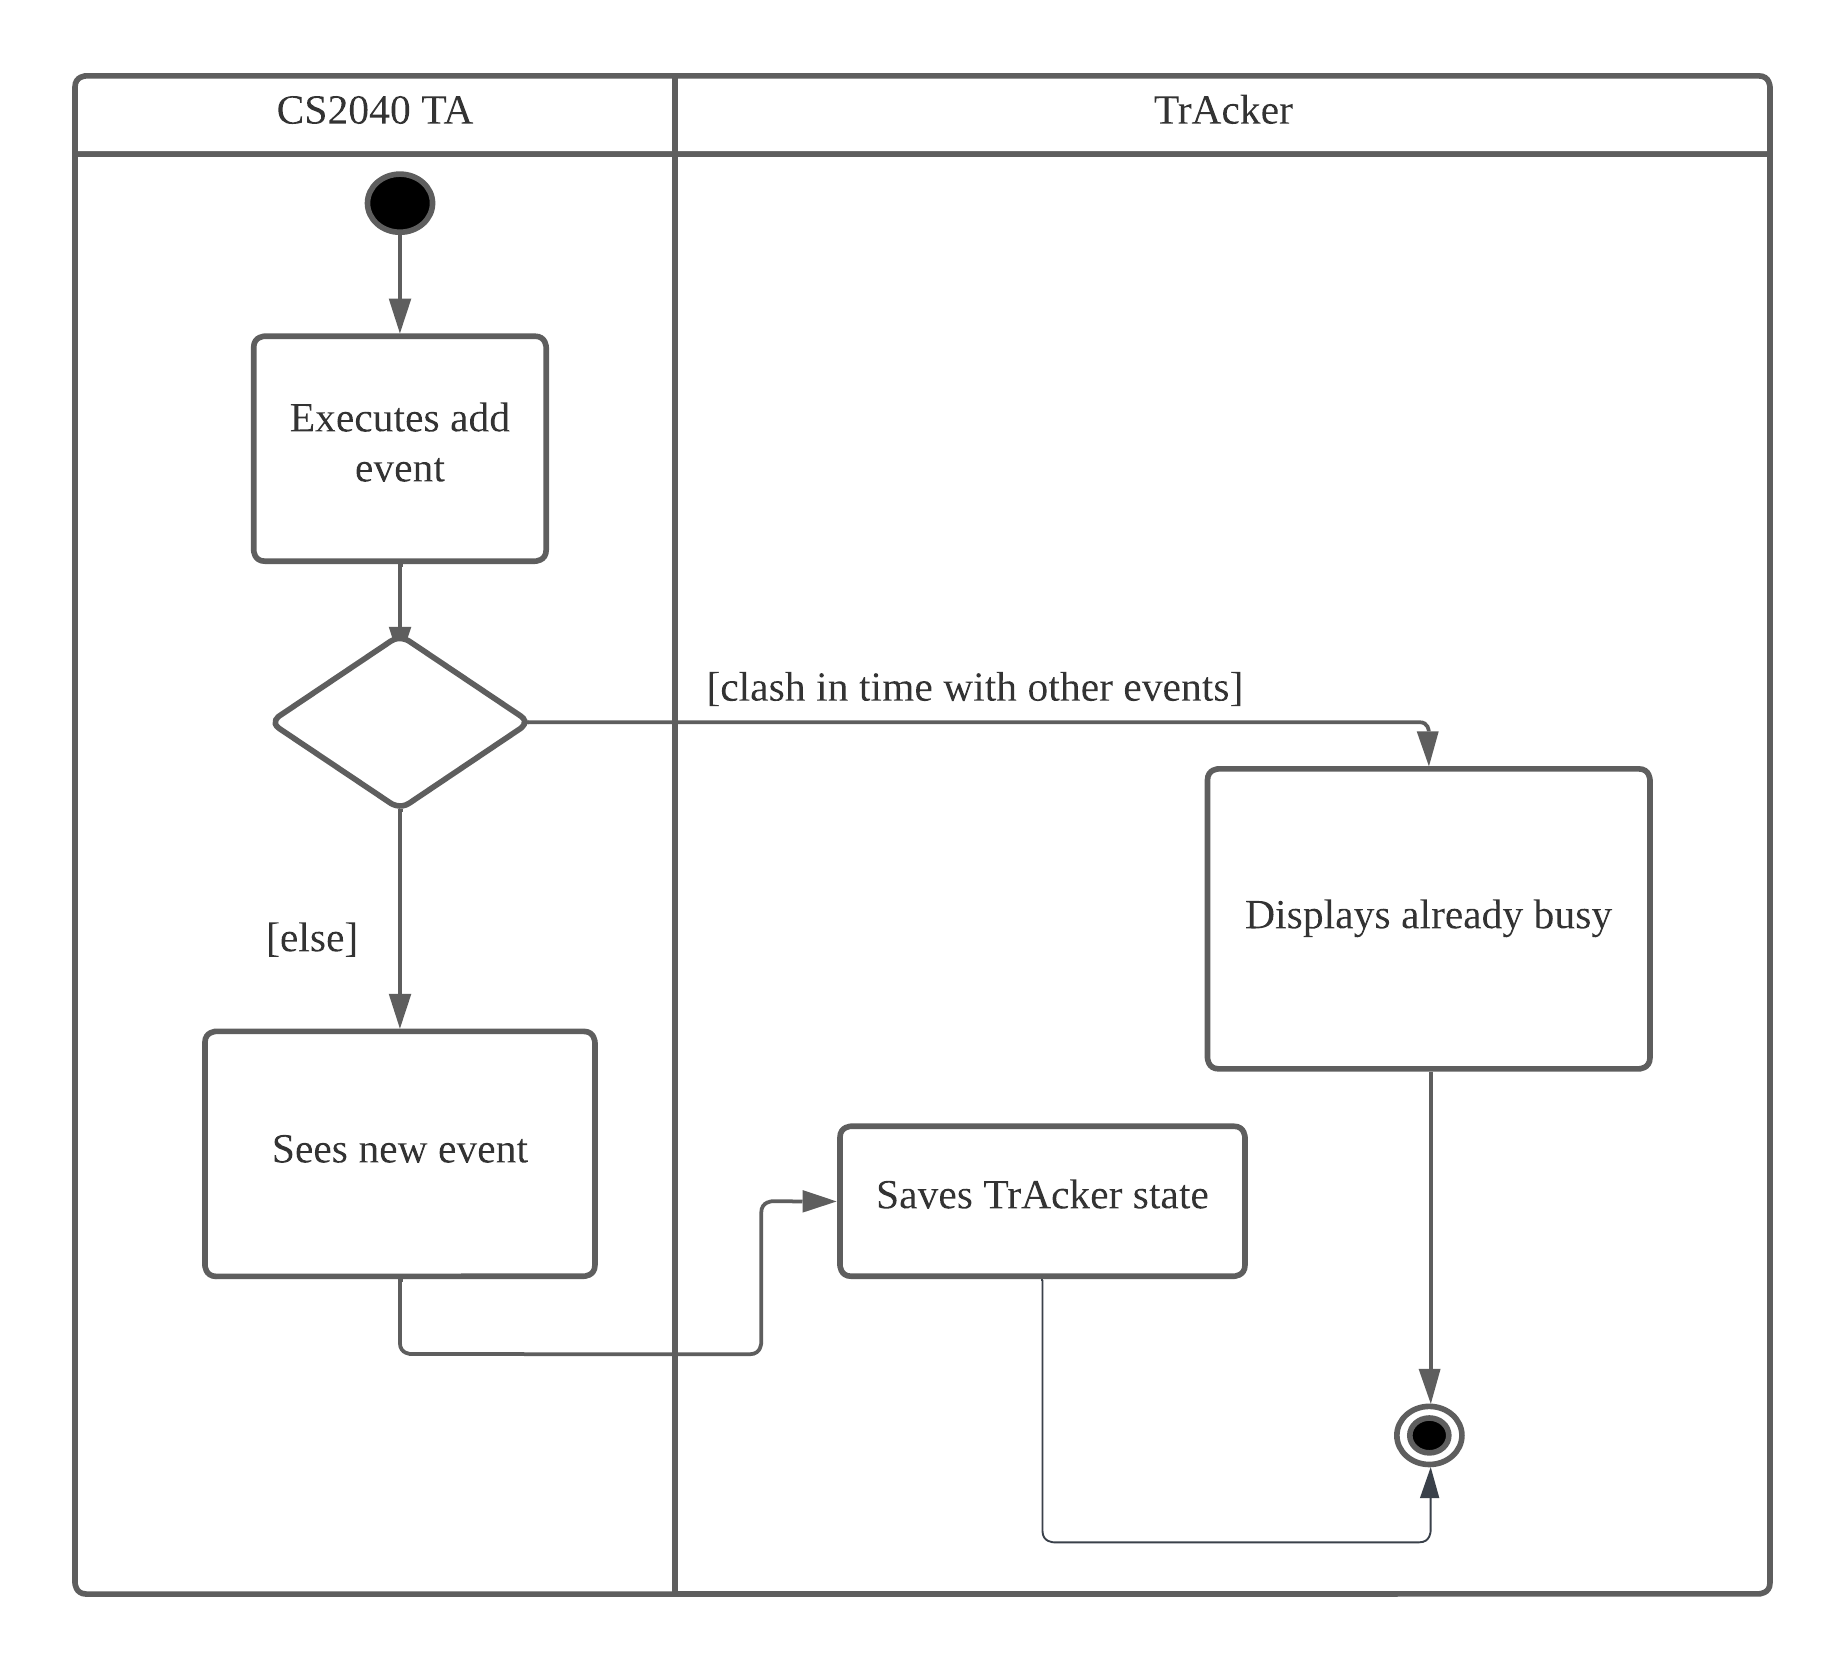 CS2040 TA
TrAcker
Executes add
event
[clash in time with other events]
Displays already busy
[else]
Sees new event
Saves TrAcker state